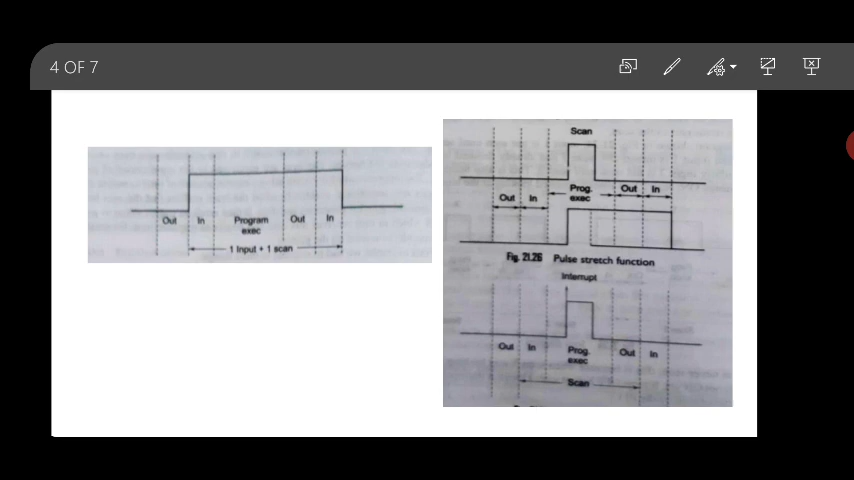 4 OF 7
Out In Program exec Out In
1 Input + 1 scan
Scan
Out In Prog. exec Out In
Fig. 21.26 Pulse stretch function
Interrupt
Out In Prog. exec Out In
Scan